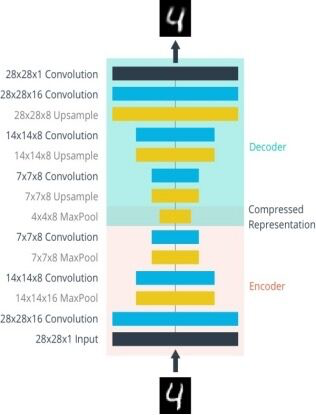 4
28x28x1 Convolution
28x28x16 Convolution
28x28x8 Upsample
14x14x8 Convolution
Decoder
14x14x8 Upsample
7x7x8 Convolution
7x7x8 Upsample
4x4x8 MaxPool
Compressed
Representation
7x7x8 Convolution
7x7x8 MaxPool
14x14x8 Convolution
Encoder
14x14x16 MaxPool
28x28x16 Convolution
28x28x1 Input
4